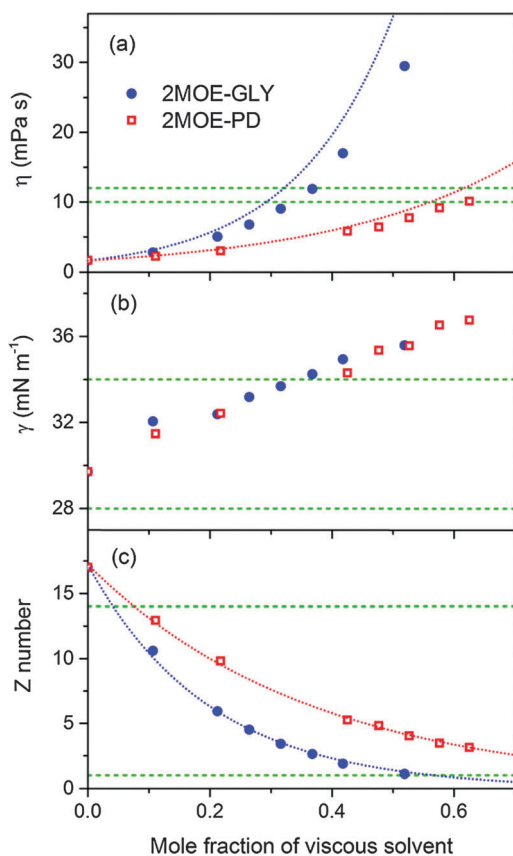 (a)
2MOE-GLY
2MOE-PD
η (mPa s)
30
20
10
0
(b)
γ (mN m⁻¹)
36
32
28
(c)
Z number
15
10
5
0
0.0 0.2 0.4 0.6
Mole fraction of viscous solvent